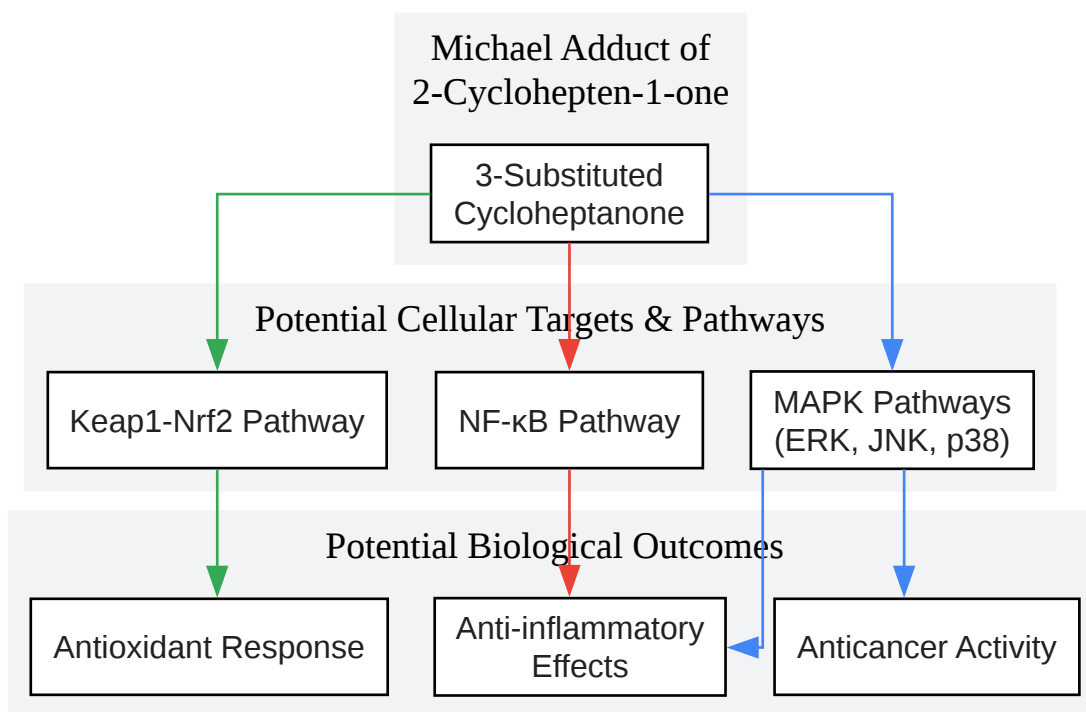 Michael Adduct of
2-Cyclohepten-1-one
3-Substituted
Cycloheptanone
Potential Cellular Targets & Pathways
Keap1-Nrf2 Pathway
NF-κB Pathway
MAPK Pathways
(ERK, JNK, p38)
Potential Biological Outcomes
Antioxidant Response
Anti-inflammatory
Effects
Anticancer Activity